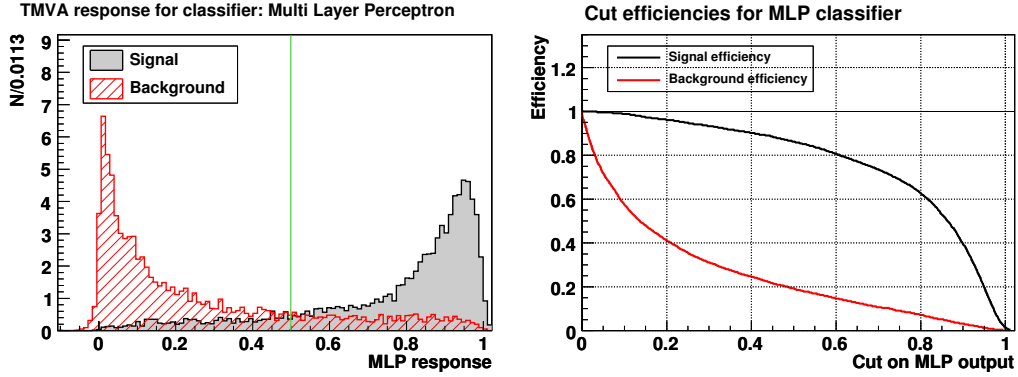 TMVA response for classifier: Multi Layer Perceptron
N/0.0113
9
8
7
6
5
4
3
2
1
0
Signal
Background
0 0.2 0.4 0.6 0.8 1
MLP response
Cut efficiencies for MLP classifier
Efficiency
1.2
1
0.8
0.6
0.4
0.2
0
Signal efficiency
Background efficiency
0 0.2 0.4 0.6 0.8 1
Cut on MLP output